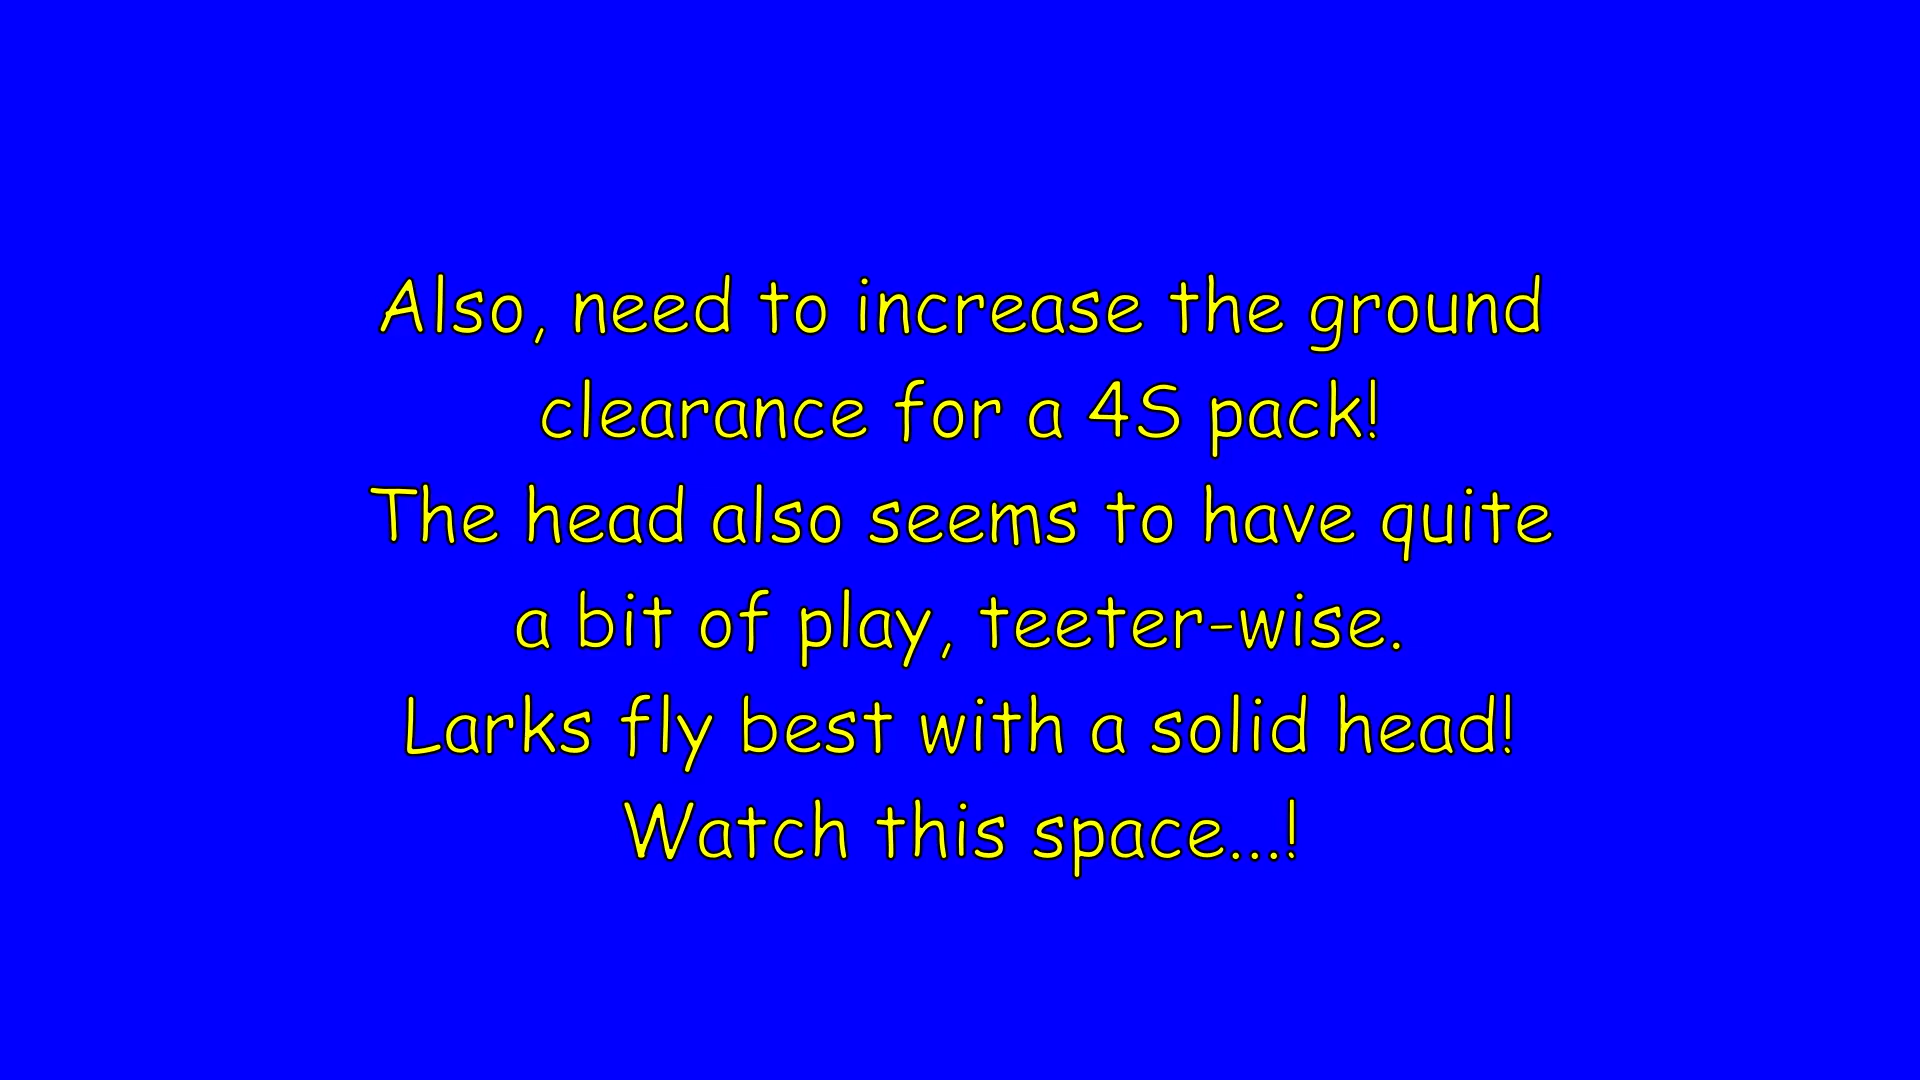 Also, need to increase the ground
clearance for a 4S pack!
The head also seems to have quite
a bit of play, teeter-wise.
Larks fly best with a solid head!
Watch this space...!